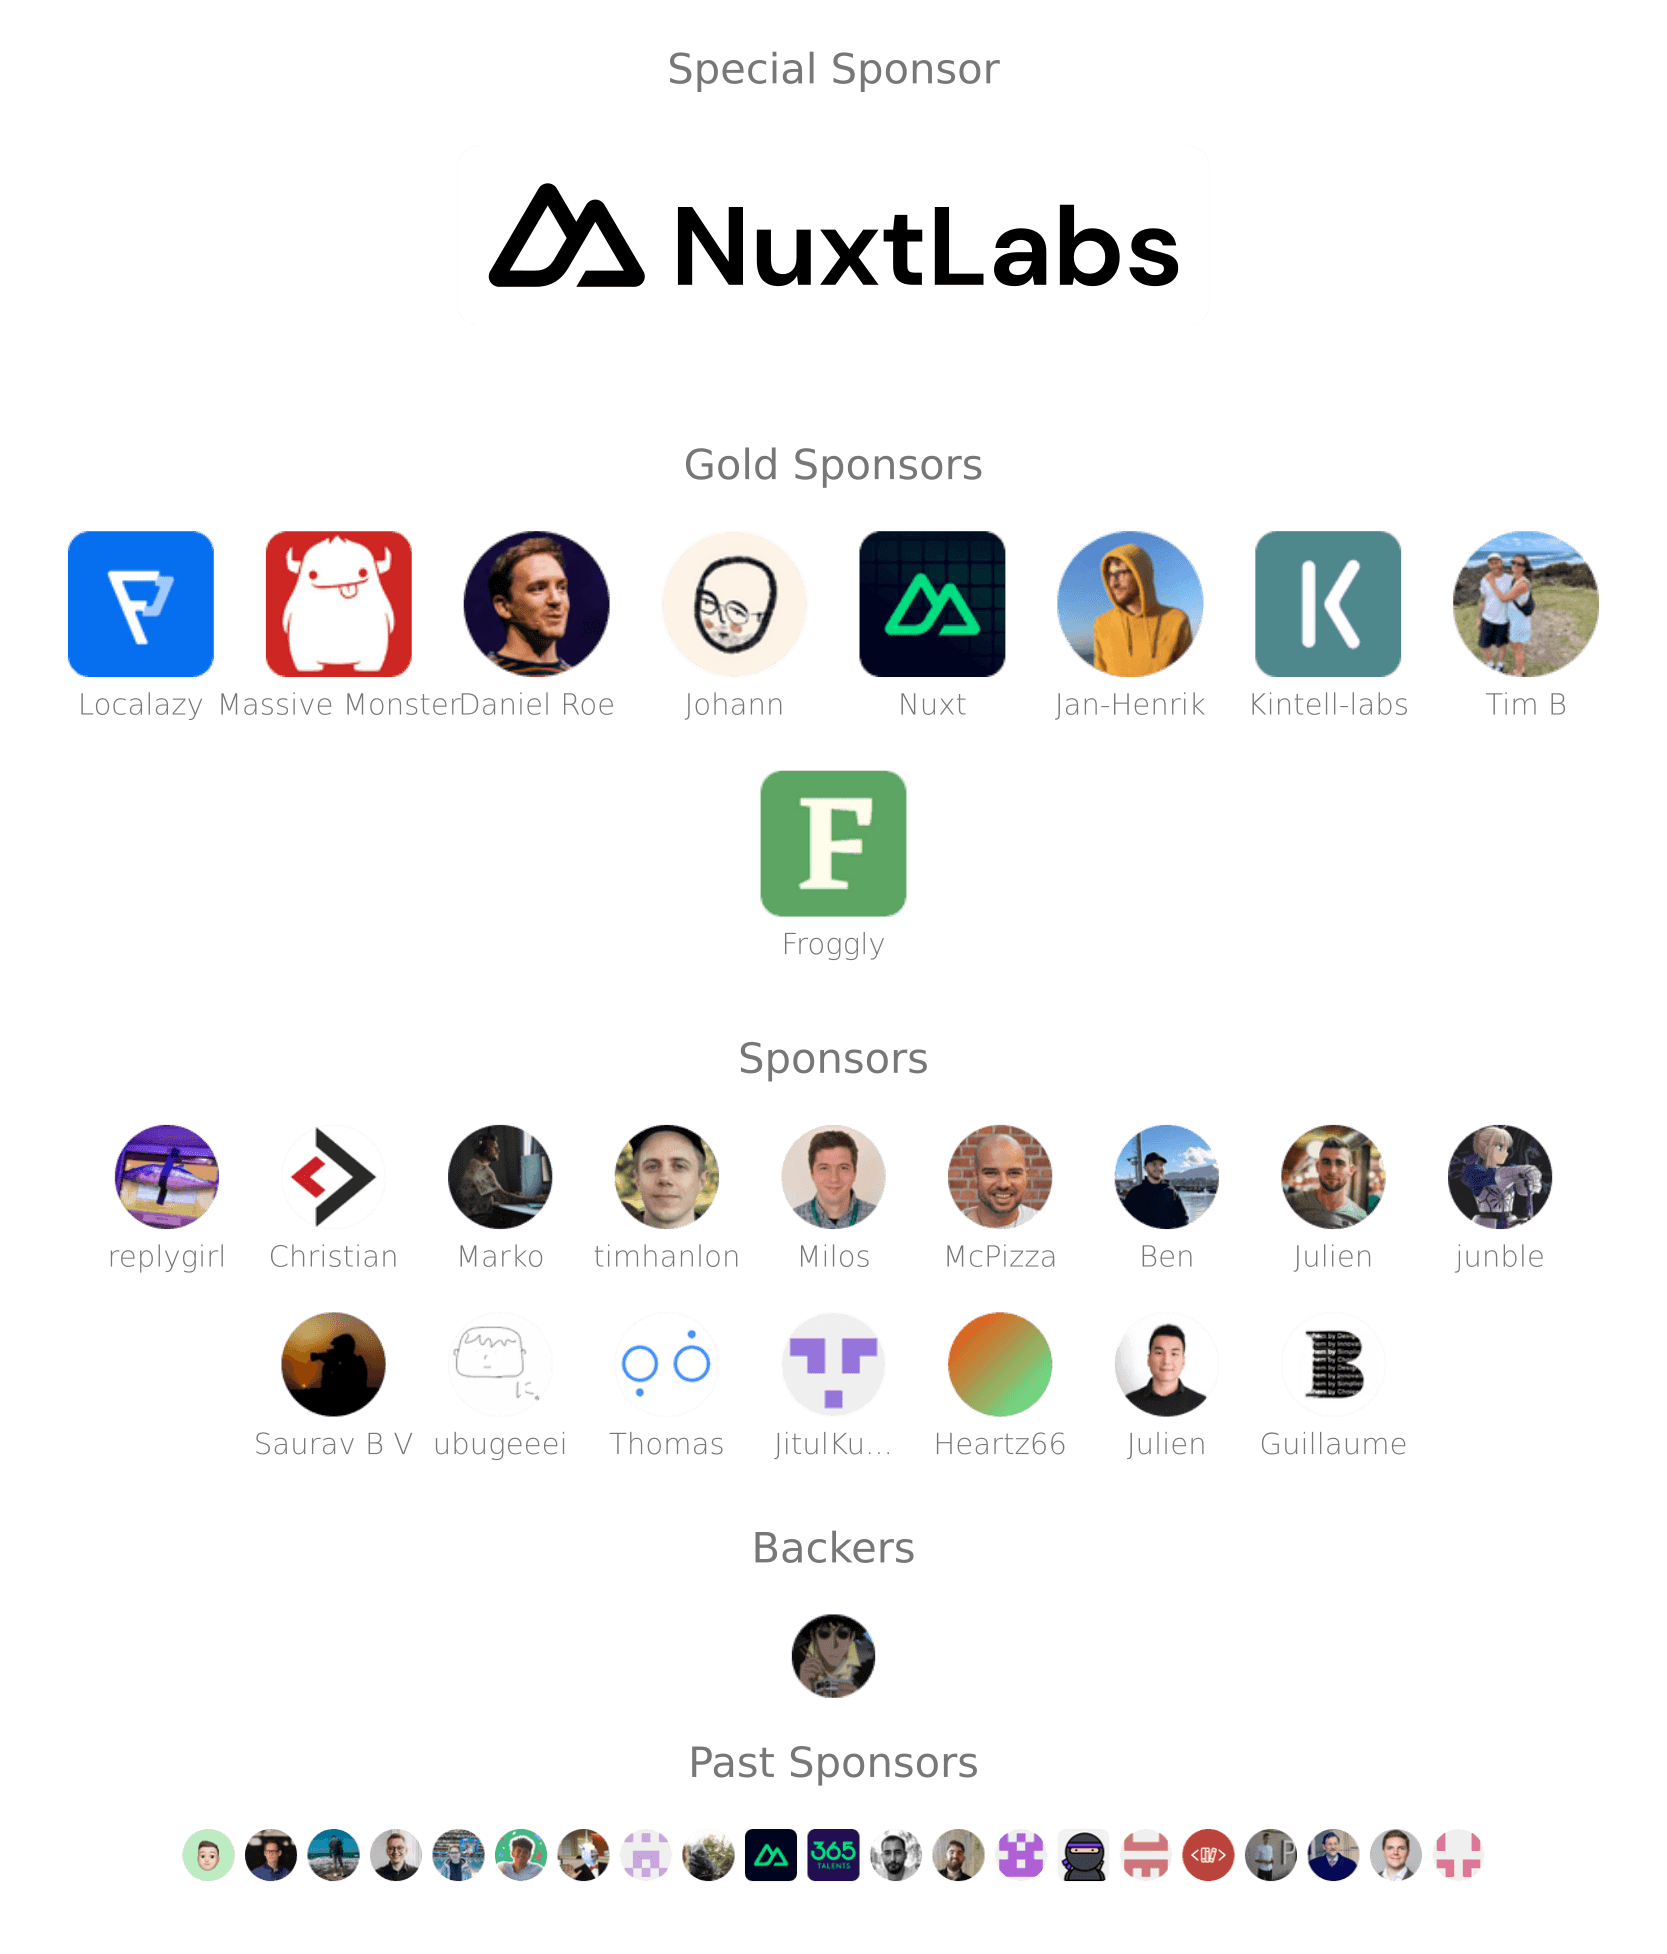 Special Sponsor
NuxtLabs
Gold Sponsors
Localazy Massive Monster Daniel Roe Johann Nuxt Jan-Henrik Kintell-labs Tim B
F
Froggly
Sponsors
replygirl Christian Marko timhanlon Milos McPizza Ben Julien junble
Saurav B V ubugeeei Thomas JitulKu... Heartz66 Julien Guillaume
Backers
Past Sponsors
365
TALENTS